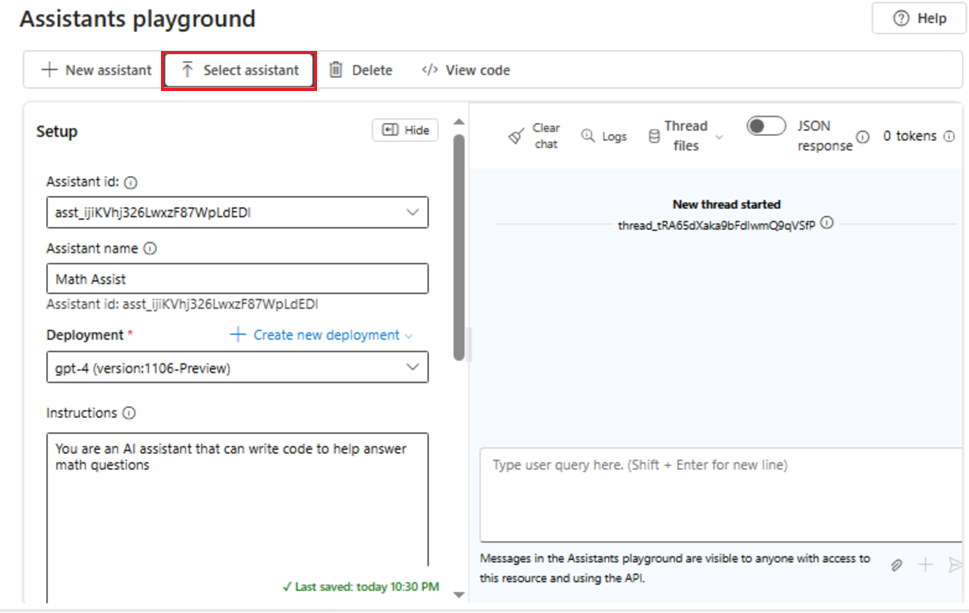 Assistants playground
Help
New assistant
Select assistant
Delete
</> View code
Setup
Hide
Assistant id:
asst_ijiKVhj326LwxzF87WpLdEDI
Assistant name
Math Assist
Assistant id: asst_ijiKVhj326LwxzF87WpLdEDI
Deployment *
Create new deployment
gpt-4 (version:1106-Preview)
Instructions
You are an AI assistant that can write code to help answer
math questions
Last saved: today 10:30 PM
Clear
chat
Logs
Thread
files
JSON
response
0 tokens
New thread started
thread_tRA65dXaka9bFdIwmQ9qVSfP
Type user query here. (Shift + Enter for new line)
Messages in the Assistants playground are visible to anyone with access to
this resource and using the API.